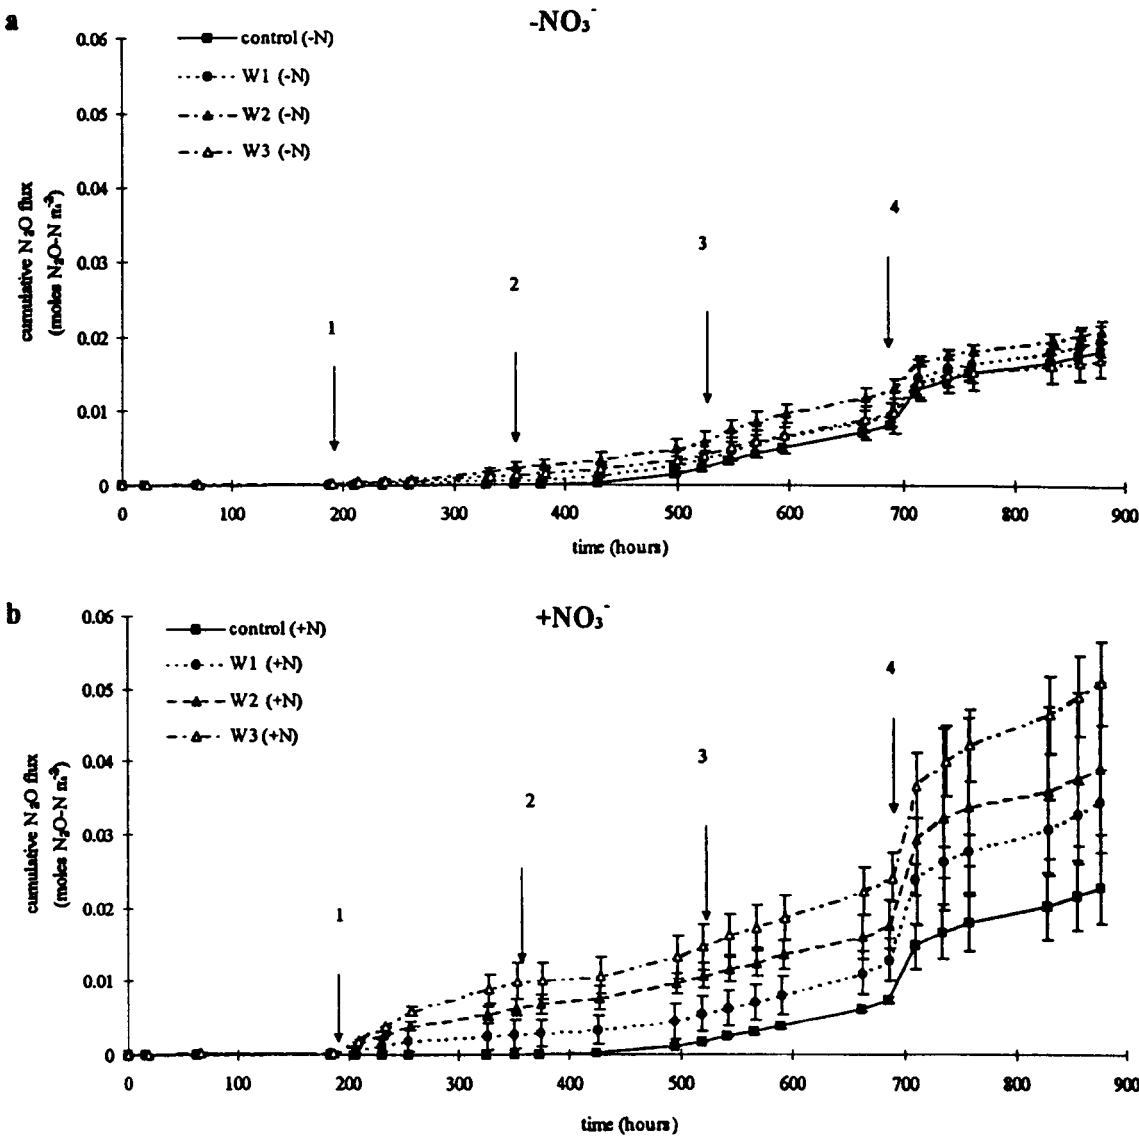 a
-NO₃⁻
0.06
0.05
0.04
0.03
0.02
0.01
0
cumulative N₂O flux
(moles N₂O-N m⁻³)
control (-N)
W1 (-N)
W2 (-N)
W3 (-N)
1
2
3
4
0 100 200 300 400 500 600 700 800 900
time (hours)
b
+NO₃⁻
0.06
0.05
0.04
0.03
0.02
0.01
0
cumulative N₂O flux
(moles N₂O-N m⁻³)
control (+N)
W1 (+N)
W2 (+N)
W3 (+N)
1
2
3
4
0 100 200 300 400 500 600 700 800 900
time (hours)